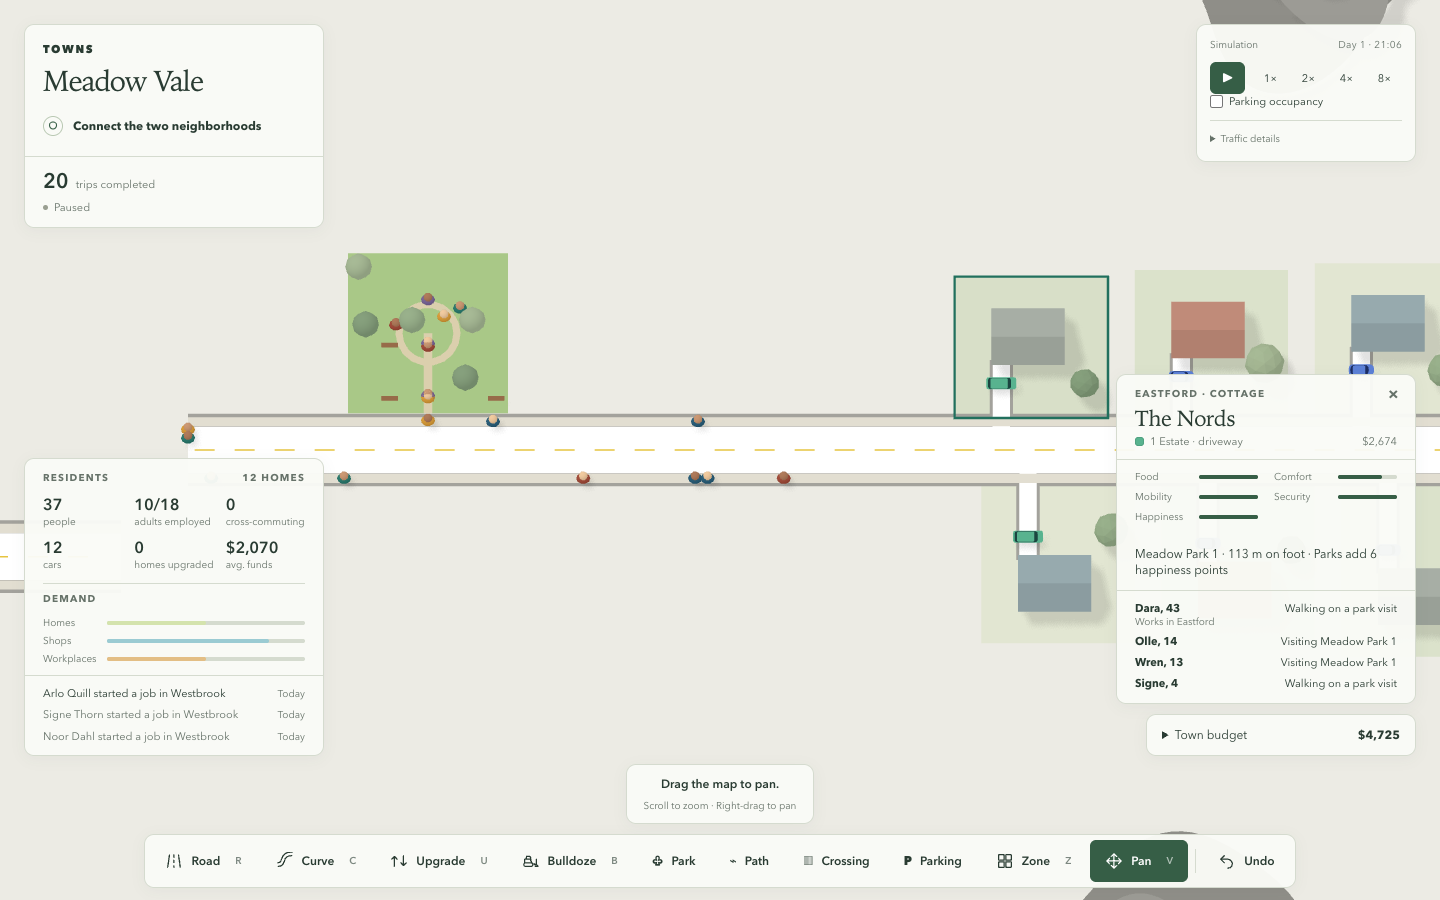 TOWNS
Meadow Vale
Connect the two neighborhoods
20 trips completed
Paused
Simulation
Day 1 · 21:06
1×
2×
4×
8×
Parking occupancy
Traffic details
RESIDENTS
12 HOMES
37
10/18
0
people
adults employed
cross-commuting
12
0
$2,070
cars
homes upgraded
avg. funds
DEMAND
Homes
Shops
Workplaces
Arlo Quill started a job in Westbrook
Today
Signe Thorn started a job in Westbrook
Today
Noor Dahl started a job in Westbrook
Today
EASTFORD · COTTAGE
The Nords
1 Estate · driveway
$2,674
Food
Comfort
Mobility
Security
Happiness
Meadow Park 1 · 113 m on foot · Parks add 6
happiness points
Dara, 43
Walking on a park visit
Works in Eastford
Olle, 14
Visiting Meadow Park 1
Wren, 13
Visiting Meadow Park 1
Signe, 4
Walking on a park visit
Town budget
$4,725
Drag the map to pan.
Scroll to zoom · Right-drag to pan
Road R
Curve C
Upgrade U
Bulldoze B
Park
Path
Crossing
P Parking
Zone Z
Pan V
Undo